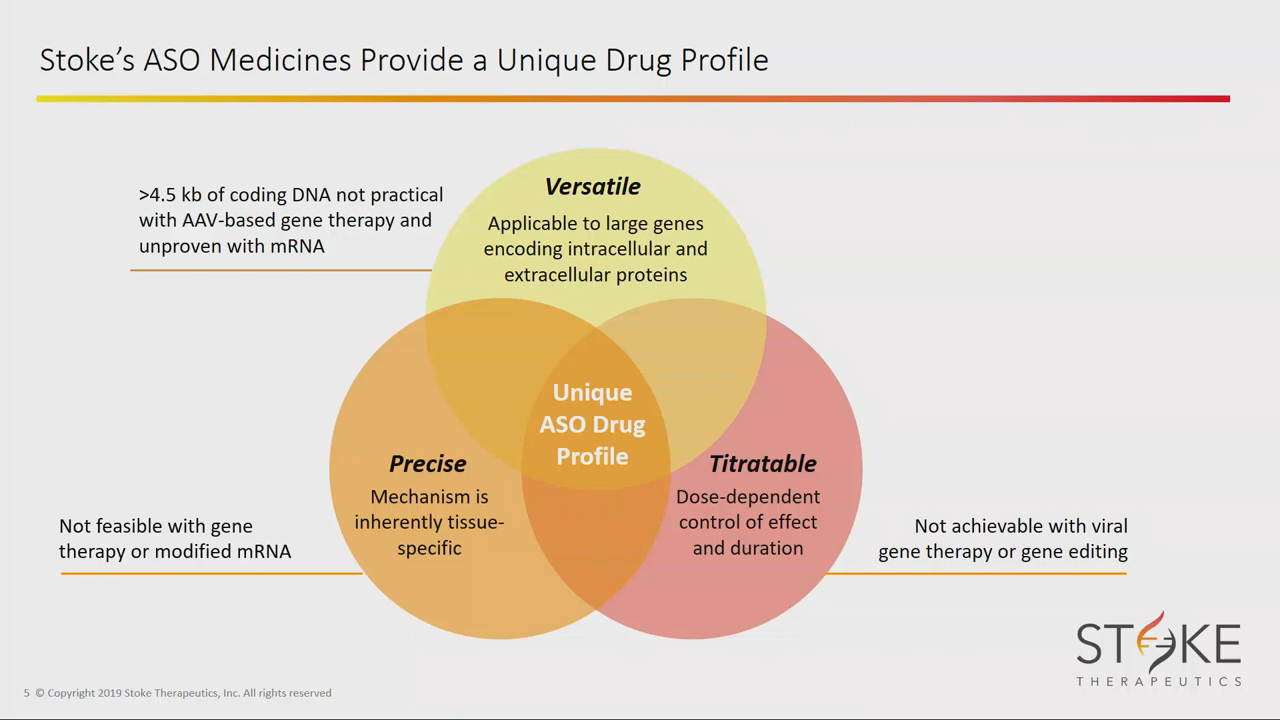 Stoke’s ASO Medicines Provide a Unique Drug Profile
>4.5 kb of coding DNA not practical
with AAV-based gene therapy and
unproven with mRNA
Versatile
Applicable to large genes
encoding intracellular and
extracellular proteins
Unique
ASO Drug
Profile
Precise
Mechanism is
inherently tissue-
specific
Titratable
Dose-dependent
control of effect
and duration
Not feasible with gene
therapy or modified mRNA
Not achievable with viral
gene therapy or gene editing
STOKE
THERAPEUTICS
5 © Copyright 2019 Stoke Therapeutics, Inc. All rights reserved